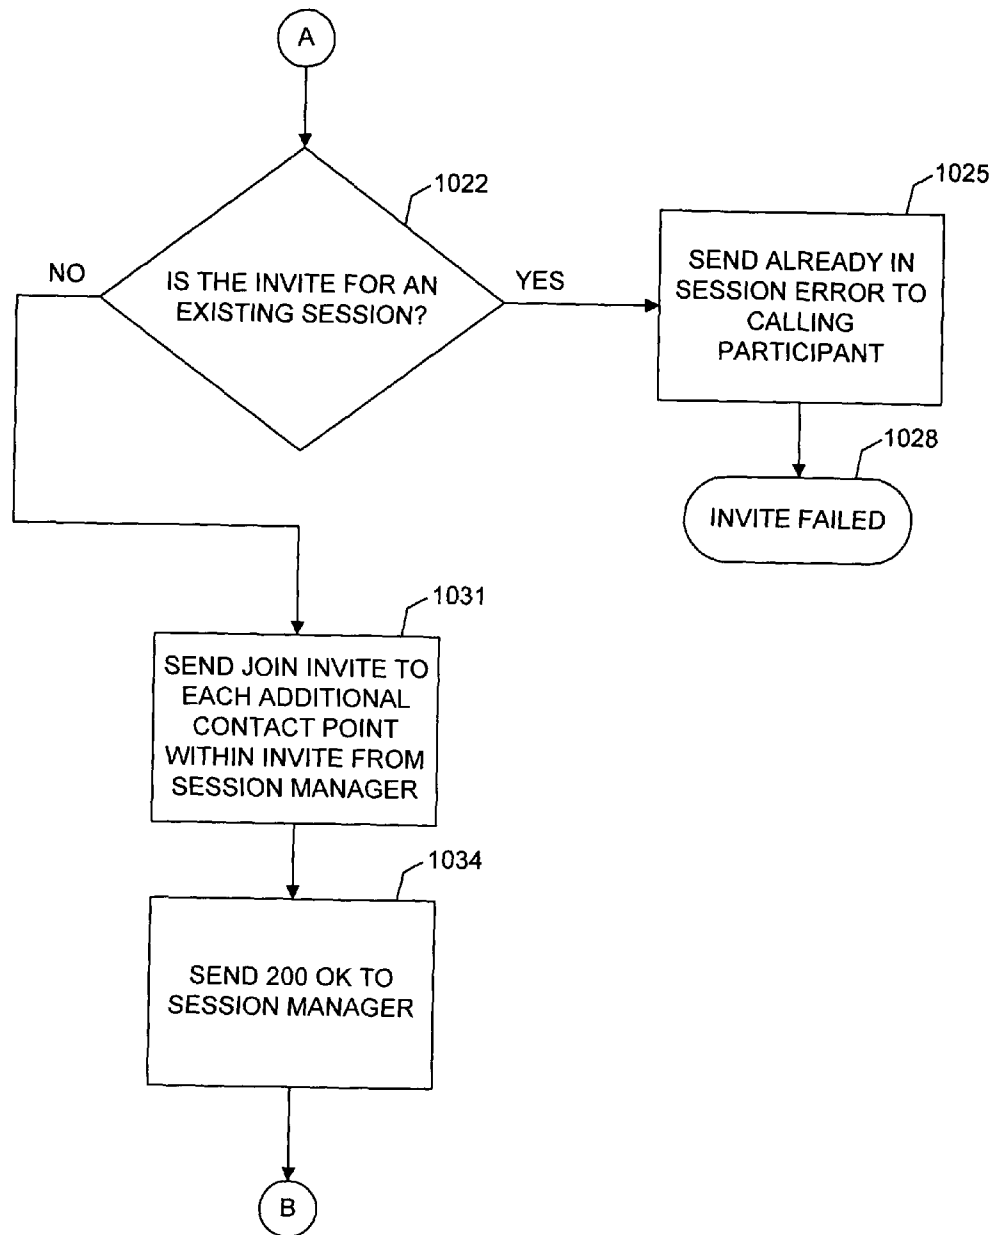 A
1022
IS THE INVITE FOR AN
EXISTING SESSION?
NO
YES
1025
SEND ALREADY IN
SESSION ERROR TO
CALLING
PARTICIPANT
1028
INVITE FAILED
1031
SEND JOIN INVITE TO
EACH ADDITIONAL
CONTACT POINT
WITHIN INVITE FROM
SESSION MANAGER
1034
SEND 200 OK TO
SESSION MANAGER
B